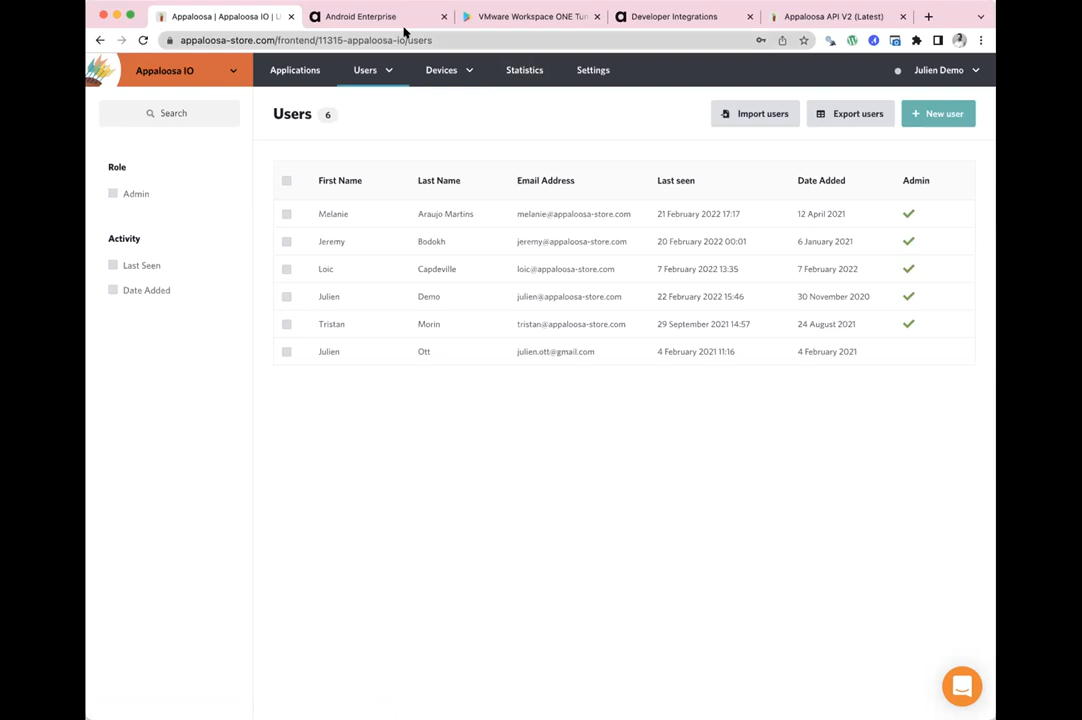 Appaloosa | Appaloosa IO | U
Android Enterprise
VMware Workspace ONE Tun
Developer Integrations
Appaloosa API V2 (Latest)
appaloosa-store.com/frontend/11315-appaloosa-io/users
Appaloosa IO
Applications
Users
Devices
Statistics
Settings
Julien Demo
Search
Users 6
Import users
Export users
+ New user
Role
Admin
Activity
Last Seen
Date Added
First Name Last Name Email Address Last seen Date Added Admin
Melanie Araujo Martins melanie@appaloosa-store.com 21 February 2022 17:17 12 April 2021
Jeremy Bodokh jeremy@appaloosa-store.com 20 February 2022 00:01 6 January 2021
Loic Capdeville loic@appaloosa-store.com 7 February 2022 13:35 7 February 2022
Julien Demo julien@appaloosa-store.com 22 February 2022 15:46 30 November 2020
Tristan Morin tristan@appaloosa-store.com 29 September 2021 14:57 24 August 2021
Julien Ott julien.ott@gmail.com 4 February 2021 11:16 4 February 2021